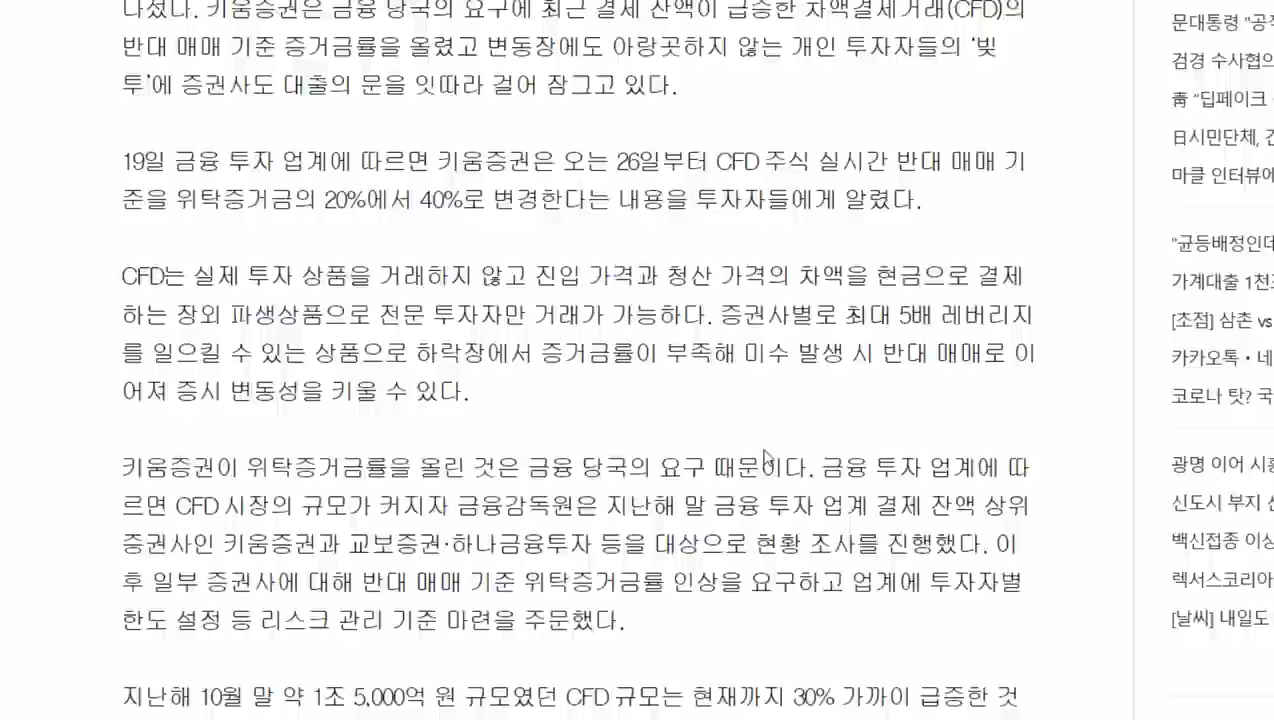 나섰다. 키움증권은 금융 당국의 요구에 최근 결제 잔액이 급증한 차액결제거래(CFD)의
반대 매매 기준 증거금률을 올렸고 변동장에도 아랑곳하지 않는 개인 투자자들의 '빚
투'에 증권사도 대출의 문을 잇따라 걸어 잠그고 있다.
19일 금융 투자 업계에 따르면 키움증권은 오는 26일부터 CFD 주식 실시간 반대 매매 기
준을 위탁증거금의 20%에서 40%로 변경한다는 내용을 투자자들에게 알렸다.
CFD는 실제 투자 상품을 거래하지 않고 진입 가격과 청산 가격의 차액을 현금으로 결제
하는 장외 파생상품으로 전문 투자자만 거래가 가능하다. 증권사별로 최대 5배 레버리지
를 일으킬 수 있는 상품으로 하락장에서 증거금률이 부족해 미수 발생 시 반대 매매로 이
어져 증시 변동성을 키울 수 있다.
키움증권이 위탁증거금률을 올린 것은 금융 당국의 요구 때문이다. 금융 투자 업계에 따
르면 CFD 시장의 규모가 커지자 금융감독원은 지난해 말 금융 투자 업계 결제 잔액 상위
증권사인 키움증권과 교보증권·하나금융투자 등을 대상으로 현황 조사를 진행했다. 이
후 일부 증권사에 대해 반대 매매 기준 위탁증거금률 인상을 요구하고 업계에 투자자별
한도 설정 등 리스크 관리 기준 마련을 주문했다.
지난해 10월 말 약 1조 5,000억 원 규모였던 CFD 규모는 현재까지 30% 가까이 급증한 것
문대통령 "공직
검경 수사협의
靑 "딥페이크
日시민단체, 간
마클 인터뷰에
"균등배정인데
가계대출 1천조
[초점] 삼촌 vs
카카오톡·네
코로나 탓? 국
광명 이어 시흥
신도시 부지 신
백신접종 이상
렉서스코리아
[날씨] 내일도